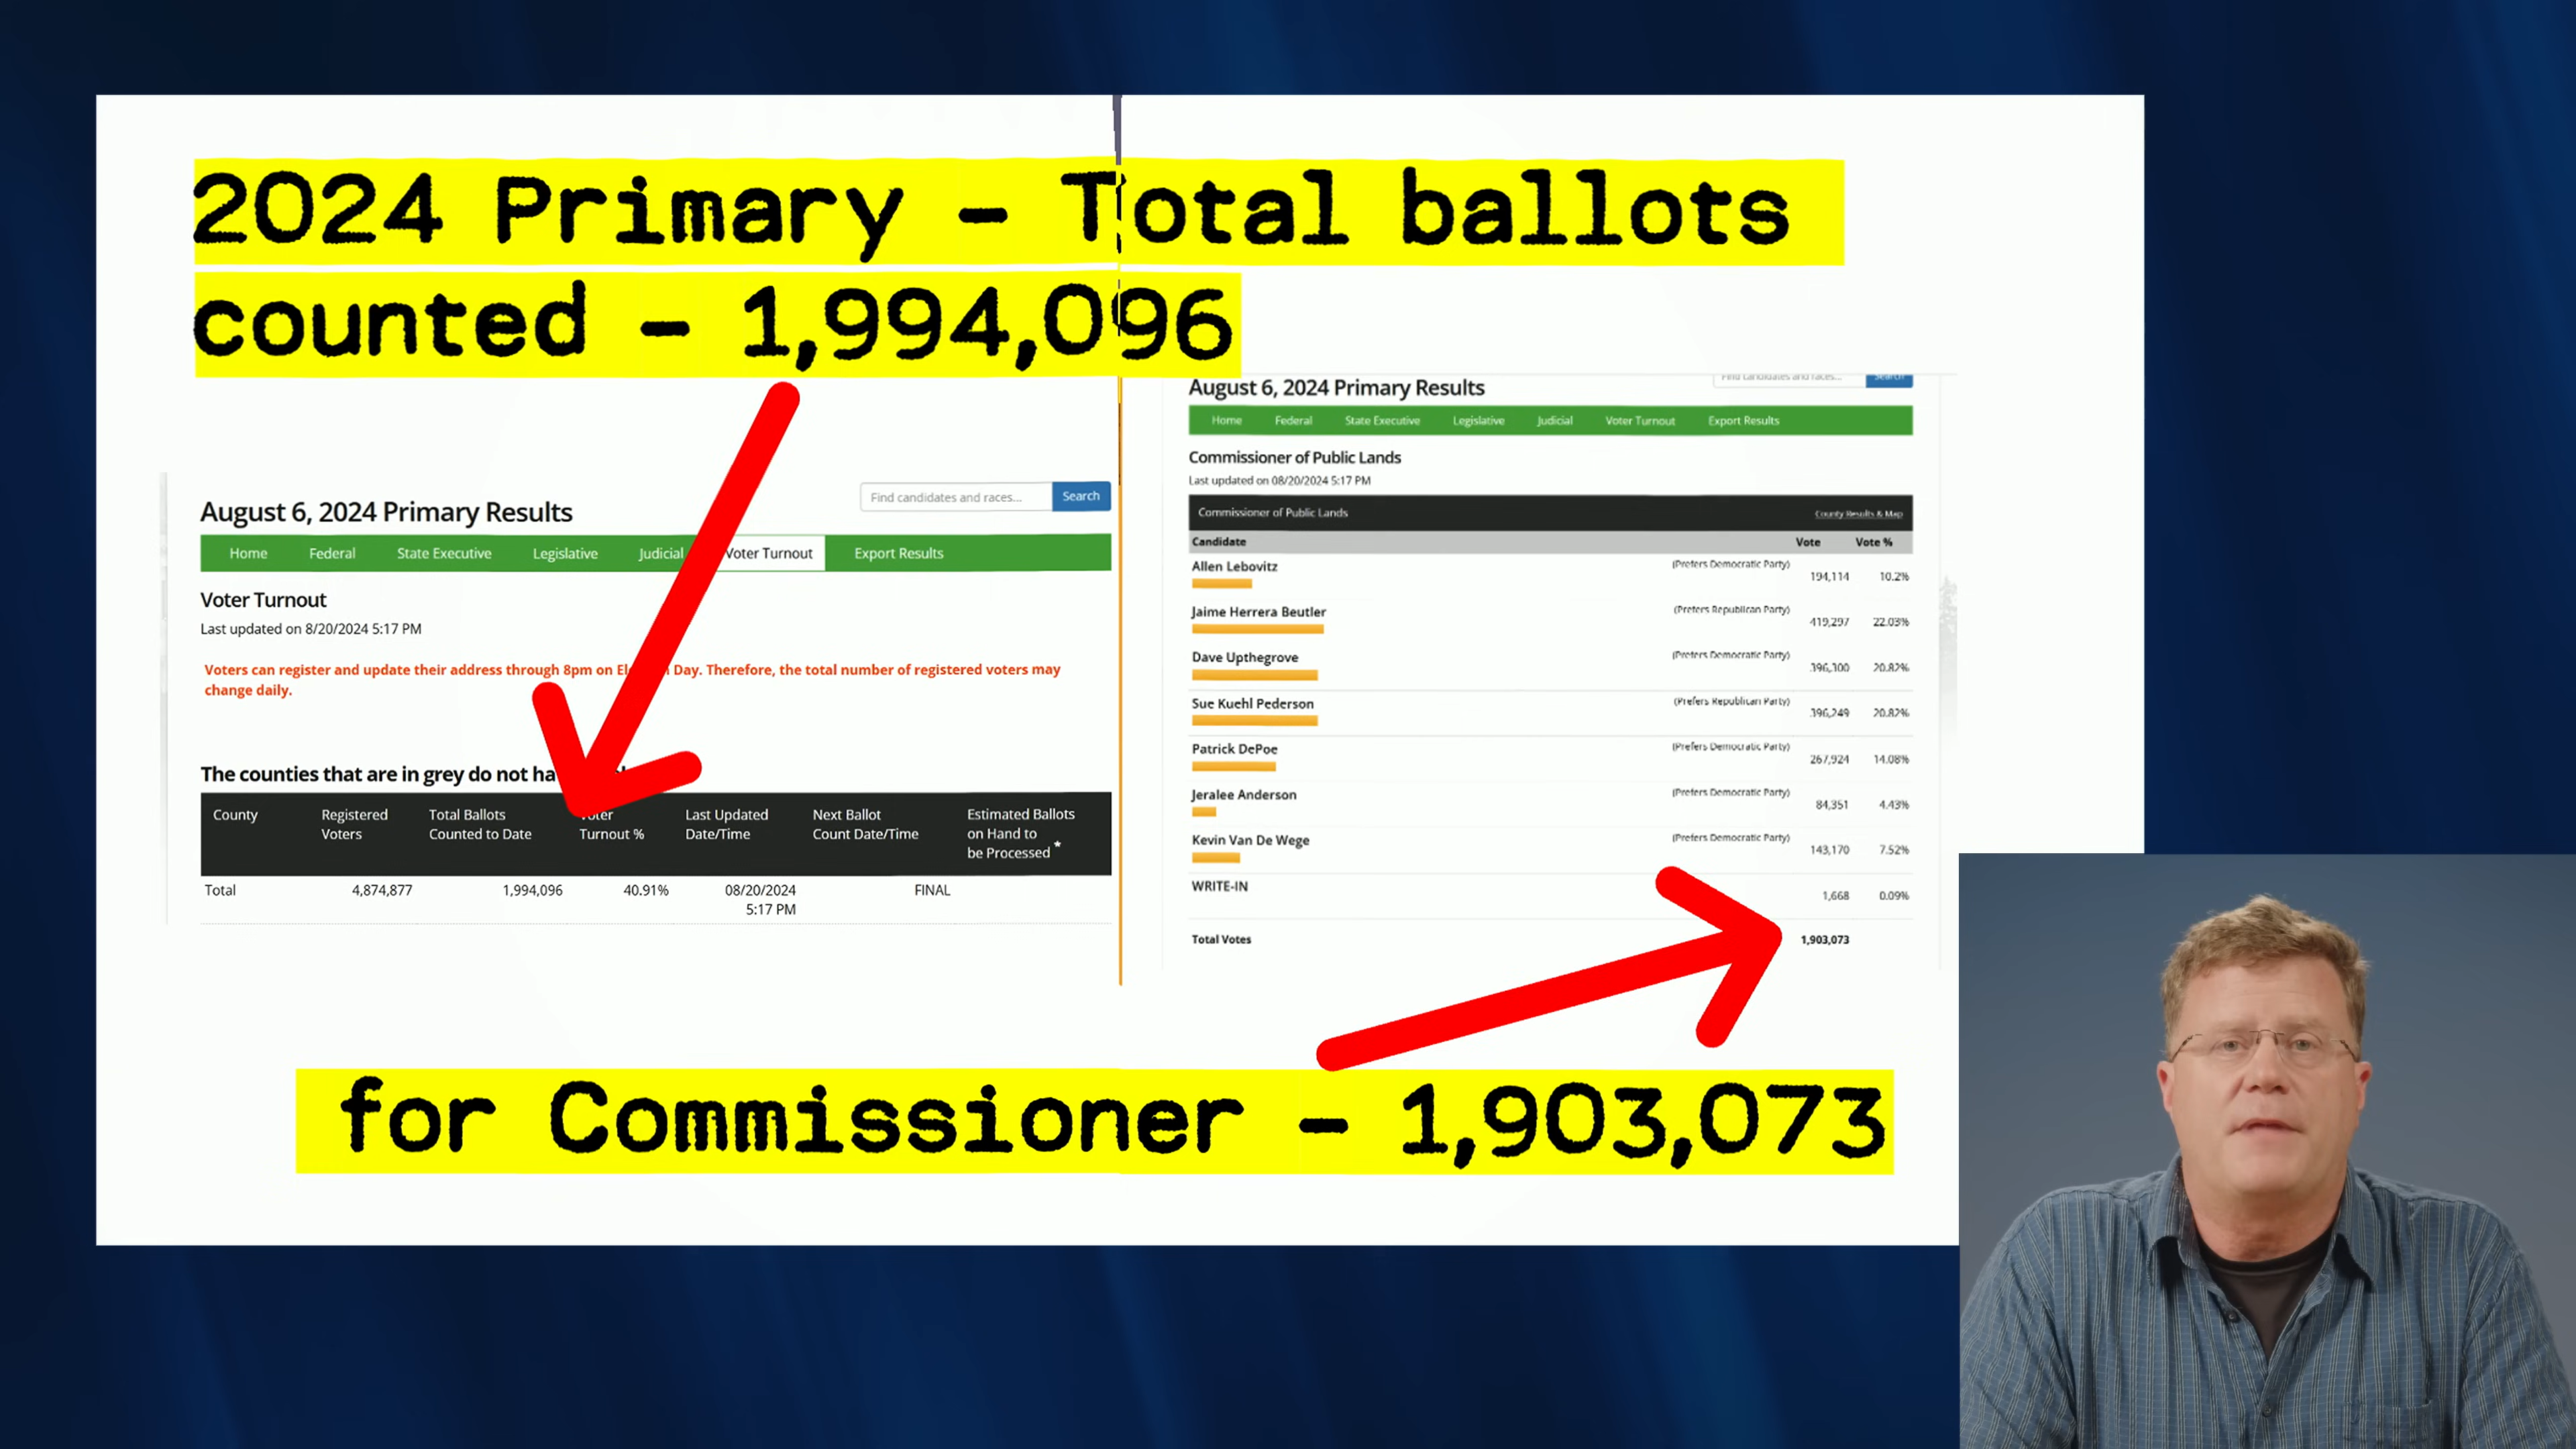 2024 Primary - Total ballots
counted - 1,994,096
August 6, 2024 Primary Results
Find candidates and races...
Search
Home
Federal
State Executive
Legislative
Judicial
Voter Turnout
Export Results
Voter Turnout
Last updated on 8/20/2024 5:17 PM
Voters can register and update their address through 8pm on Day. Therefore, the total number of registered voters may
change daily.
The counties that are in grey do not
County Registered Voters Total Ballots Counted to Date Voter Turnout % Last Updated Date/Time Next Ballot Count Date/Time Estimated Ballots on Hand to be Processed *
Total 4,874,877 1,994,096 40.91% 08/20/2024 5:17 PM FINAL
August 6, 2024 Primary Results
Find candidates and races...
Search
Home Federal State Executive Legislative Judicial Voter Turnout Export Results
Commissioner of Public Lands
Last updated on 08/20/2024 5:17 PM
Commissioner of Public Lands County Results & Map
Candidate Vote Vote %
Allen Lebovitz (Prefers Democratic Party) 194,114 10.2%
Jaime Herrera Beutler (Prefers Republican Party) 419,297 22.03%
Dave Upthegrove (Prefers Democratic Party) 396,300 20.82%
Sue Kuehl Pederson (Prefers Republican Party) 396,249 20.82%
Patrick DePoe (Prefers Democratic Party) 267,924 14.08%
Jeralee Anderson (Prefers Democratic Party) 84,351 4.43%
Kevin Van De Wege (Prefers Democratic Party) 143,170 7.52%
WRITE-IN 1,668 0.09%
Total Votes 1,903,073
for Commissioner - 1,903,073